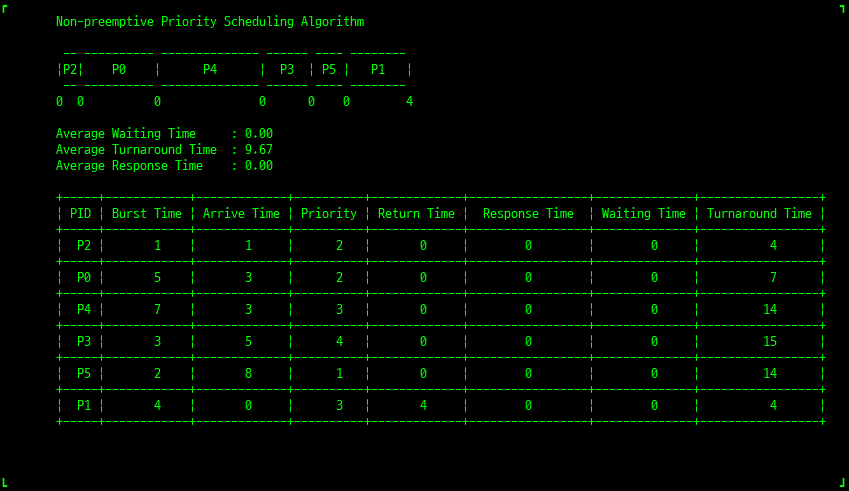 Non-preemptive Priority Scheduling Algorithm
-- ---------- -------------- ------ ---- --------
¦P2¦    P0    ¦      P4      ¦  P3  ¦ P5 ¦   P1   ¦
-- ---------- -------------- ------ ---- --------
0  0          0              0      0    0        4
Average Waiting Time     : 0.00
Average Turnaround Time  : 9.67
Average Response Time    : 0.00
+-----+------------+-------------+----------+-------------+-----------------+--------------+-----------------+
¦ PID ¦ Burst Time ¦ Arrive Time ¦ Priority ¦ Return Time ¦  Response Time  ¦ Waiting Time ¦ Turnaround Time ¦
+-----+------------+-------------+----------+-------------+-----------------+--------------+-----------------+
¦  P2 ¦       1    ¦       1     ¦     2    ¦      0      ¦        0        ¦       0      ¦         4       ¦
+-----+------------+-------------+----------+-------------+-----------------+--------------+-----------------+
¦  P0 ¦       5    ¦       3     ¦     2    ¦      0      ¦        0        ¦       0      ¦         7       ¦
+-----+------------+-------------+----------+-------------+-----------------+--------------+-----------------+
¦  P4 ¦       7    ¦       3     ¦     3    ¦      0      ¦        0        ¦       0      ¦        14       ¦
+-----+------------+-------------+----------+-------------+-----------------+--------------+-----------------+
¦  P3 ¦       3    ¦       5     ¦     4    ¦      0      ¦        0        ¦       0      ¦        15       ¦
+-----+------------+-------------+----------+-------------+-----------------+--------------+-----------------+
¦  P5 ¦       2    ¦       8     ¦     1    ¦      0      ¦        0        ¦       0      ¦        14       ¦
+-----+------------+-------------+----------+-------------+-----------------+--------------+-----------------+
¦  P1 ¦       4    ¦       0     ¦     3    ¦      4      ¦        0        ¦       0      ¦         4       ¦
+-----+------------+-------------+----------+-------------+-----------------+--------------+-----------------+